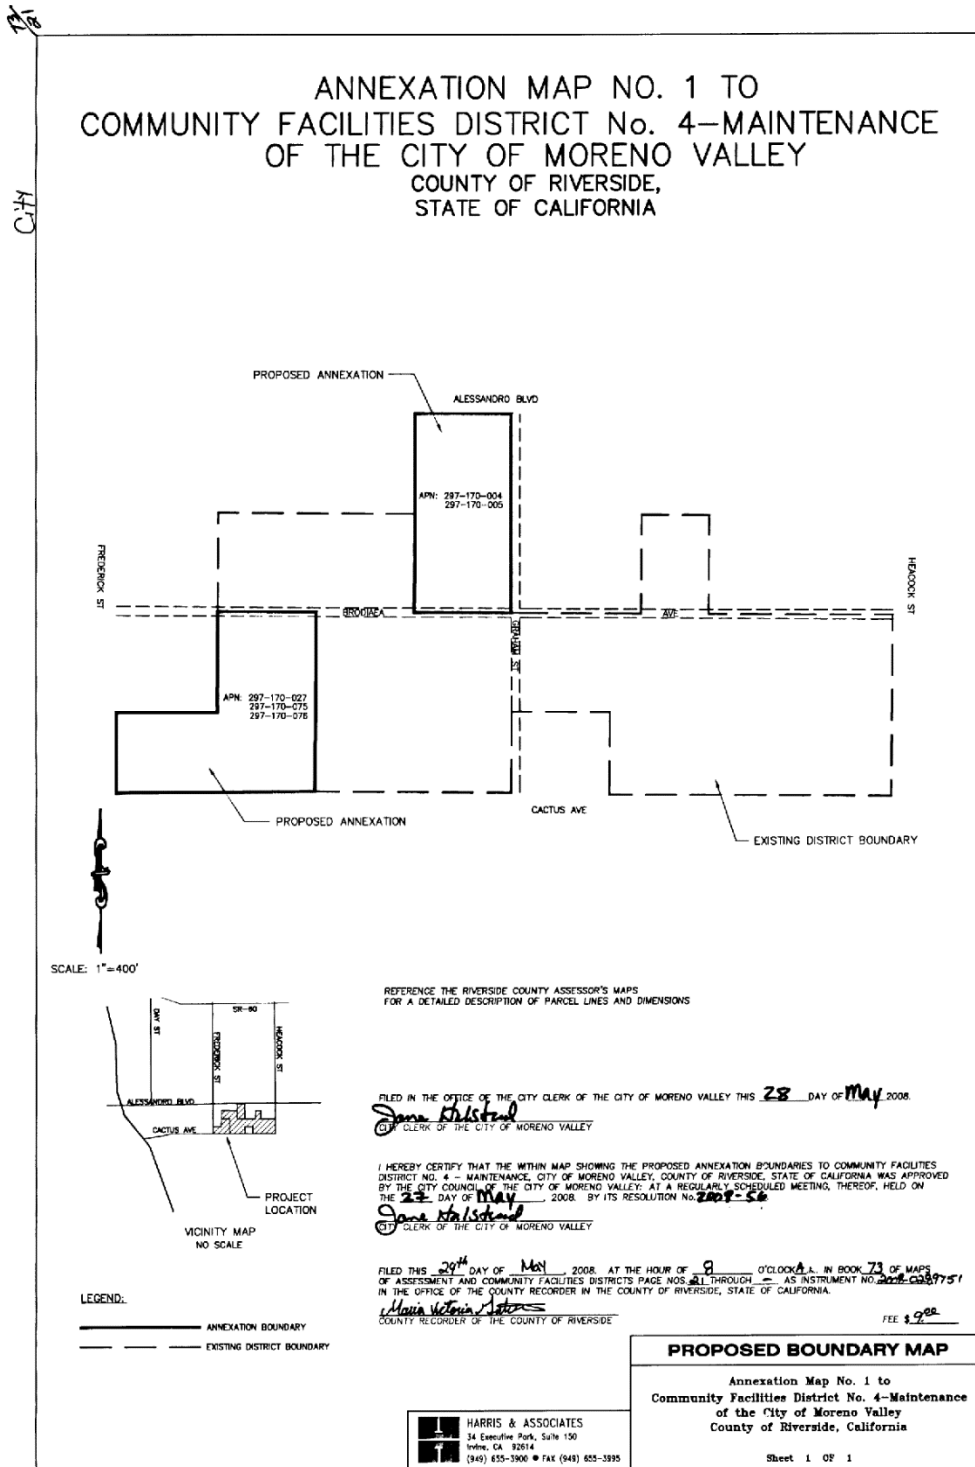 73/21
City
ANNEXATION MAP NO. 1 TO
COMMUNITY FACILITIES DISTRICT No. 4-MAINTENANCE
OF THE CITY OF MORENO VALLEY
COUNTY OF RIVERSIDE,
STATE OF CALIFORNIA
PROPOSED ANNEXATION
ALESSANDRO BLVD
APN: 297-170-004
297-170-005
FREDERICK ST
HEACOCK ST
BRODIAEA
AVE
GRAHAM ST
APN: 297-170-027
297-170-075
297-170-076
CACTUS AVE
PROPOSED ANNEXATION
EXISTING DISTRICT BOUNDARY
SCALE: 1"=400'
REFERENCE THE RIVERSIDE COUNTY ASSESSOR'S MAPS
FOR A DETAILED DESCRIPTION OF PARCEL LINES AND DIMENSIONS
SR-60
DAY ST
FREDERICK ST
HEACOCK ST
ALESSANDRO BLVD
CACTUS AVE
PROJECT
LOCATION
VICINITY MAP
NO SCALE
FILED IN THE OFFICE OF THE CITY CLERK OF THE CITY OF MORENO VALLEY THIS 28 DAY OF May 2008.
Jane Halstead
CITY CLERK OF THE CITY OF MORENO VALLEY
I HEREBY CERTIFY THAT THE WITHIN MAP SHOWING THE PROPOSED ANNEXATION BOUNDARIES TO COMMUNITY FACILITIES
DISTRICT NO. 4 - MAINTENANCE, CITY OF MORENO VALLEY, COUNTY OF RIVERSIDE, STATE OF CALIFORNIA WAS APPROVED
BY THE CITY COUNCIL OF THE CITY OF MORENO VALLEY: AT A REGULARLY SCHEDULED MEETING, THEREOF, HELD ON
THE 27 DAY OF May, 2008. BY ITS RESOLUTION No. 2008-56
Jane Halstead
CITY CLERK OF THE CITY OF MORENO VALLEY
FILED THIS 29th DAY OF May, 2008. AT THE HOUR OF 8 O'CLOCK A. IN BOOK 73 OF MAPS
OF ASSESSMENT AND COMMUNITY FACILITIES DISTRICTS PAGE NOS. 21 THROUGH - AS INSTRUMENT NO. 2008-0289751
IN THE OFFICE OF THE COUNTY RECORDER IN THE COUNTY OF RIVERSIDE, STATE OF CALIFORNIA.
Maria Victoria
COUNTY RECORDER OF THE COUNTY OF RIVERSIDE
FEE $9.00
LEGEND:
ANNEXATION BOUNDARY
EXISTING DISTRICT BOUNDARY
PROPOSED BOUNDARY MAP
Annexation Map No. 1 to
Community Facilities District No. 4-Maintenance
of the City of Moreno Valley
County of Riverside, California
Sheet 1 OF 1
HARRIS & ASSOCIATES
34 Executive Park, Suite 150
Irvine, CA 92614
(949) 655-3900 ● FAX (949) 655-3995